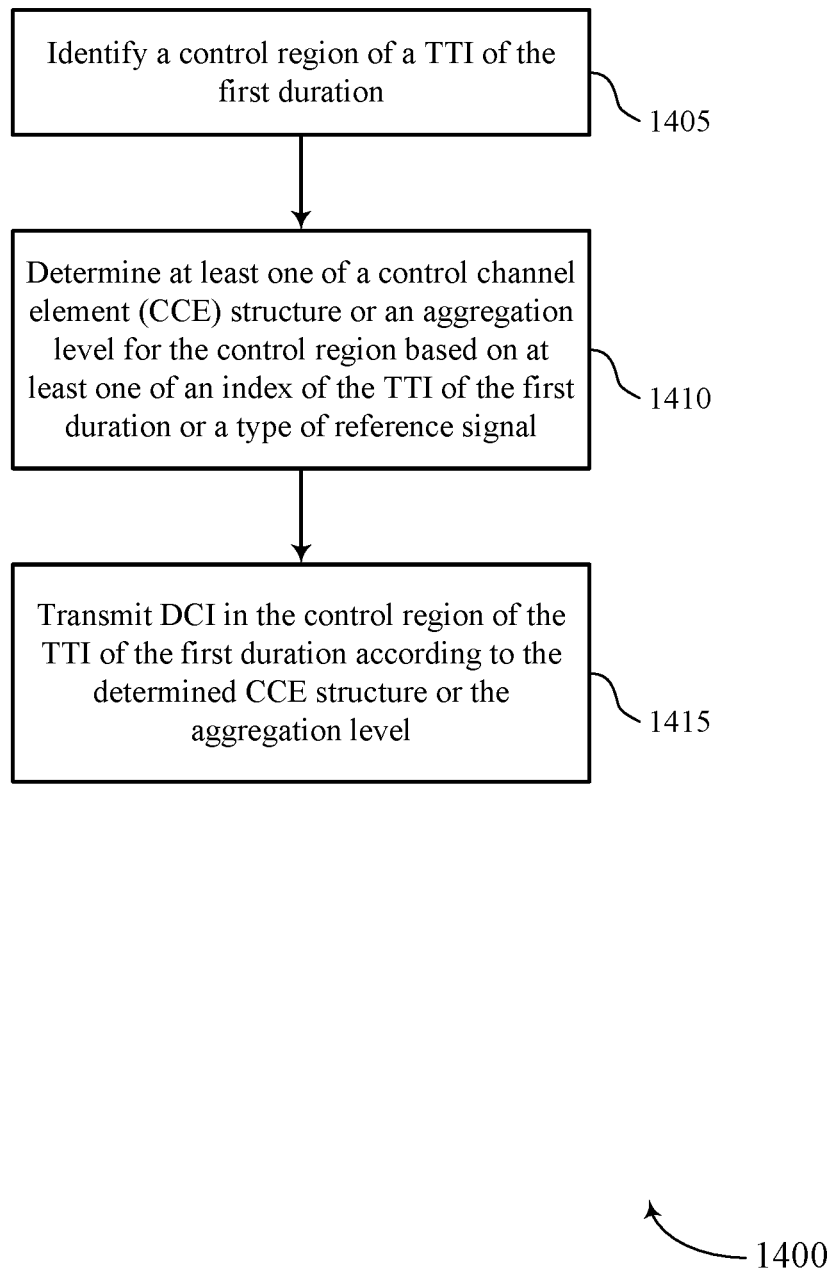 Identify a control region of a TTI of the
first duration
1405
Determine at least one of a control channel
element (CCE) structure or an aggregation
level for the control region based on at
least one of an index of the TTI of the first
duration or a type of reference signal
1410
Transmit DCI in the control region of the
TTI of the first duration according to the
determined CCE structure or the
aggregation level
1415
1400